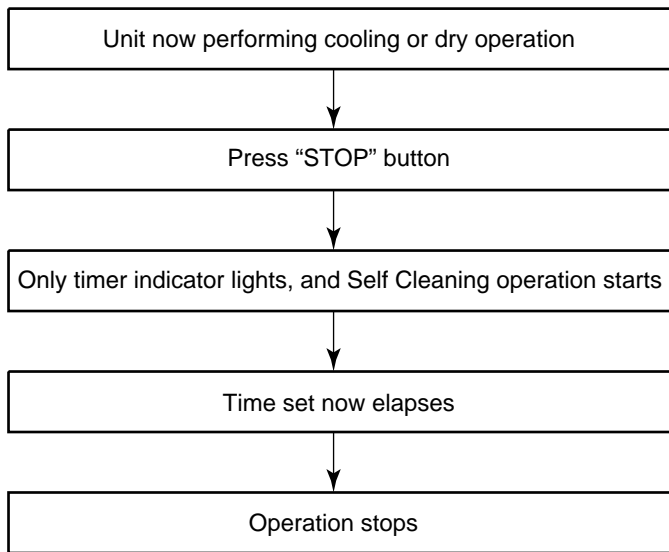 Unit now performing cooling or dry operation
Press “STOP” button
Only timer indicator lights, and Self Cleaning operation starts
Time set now elapses
Operation stops